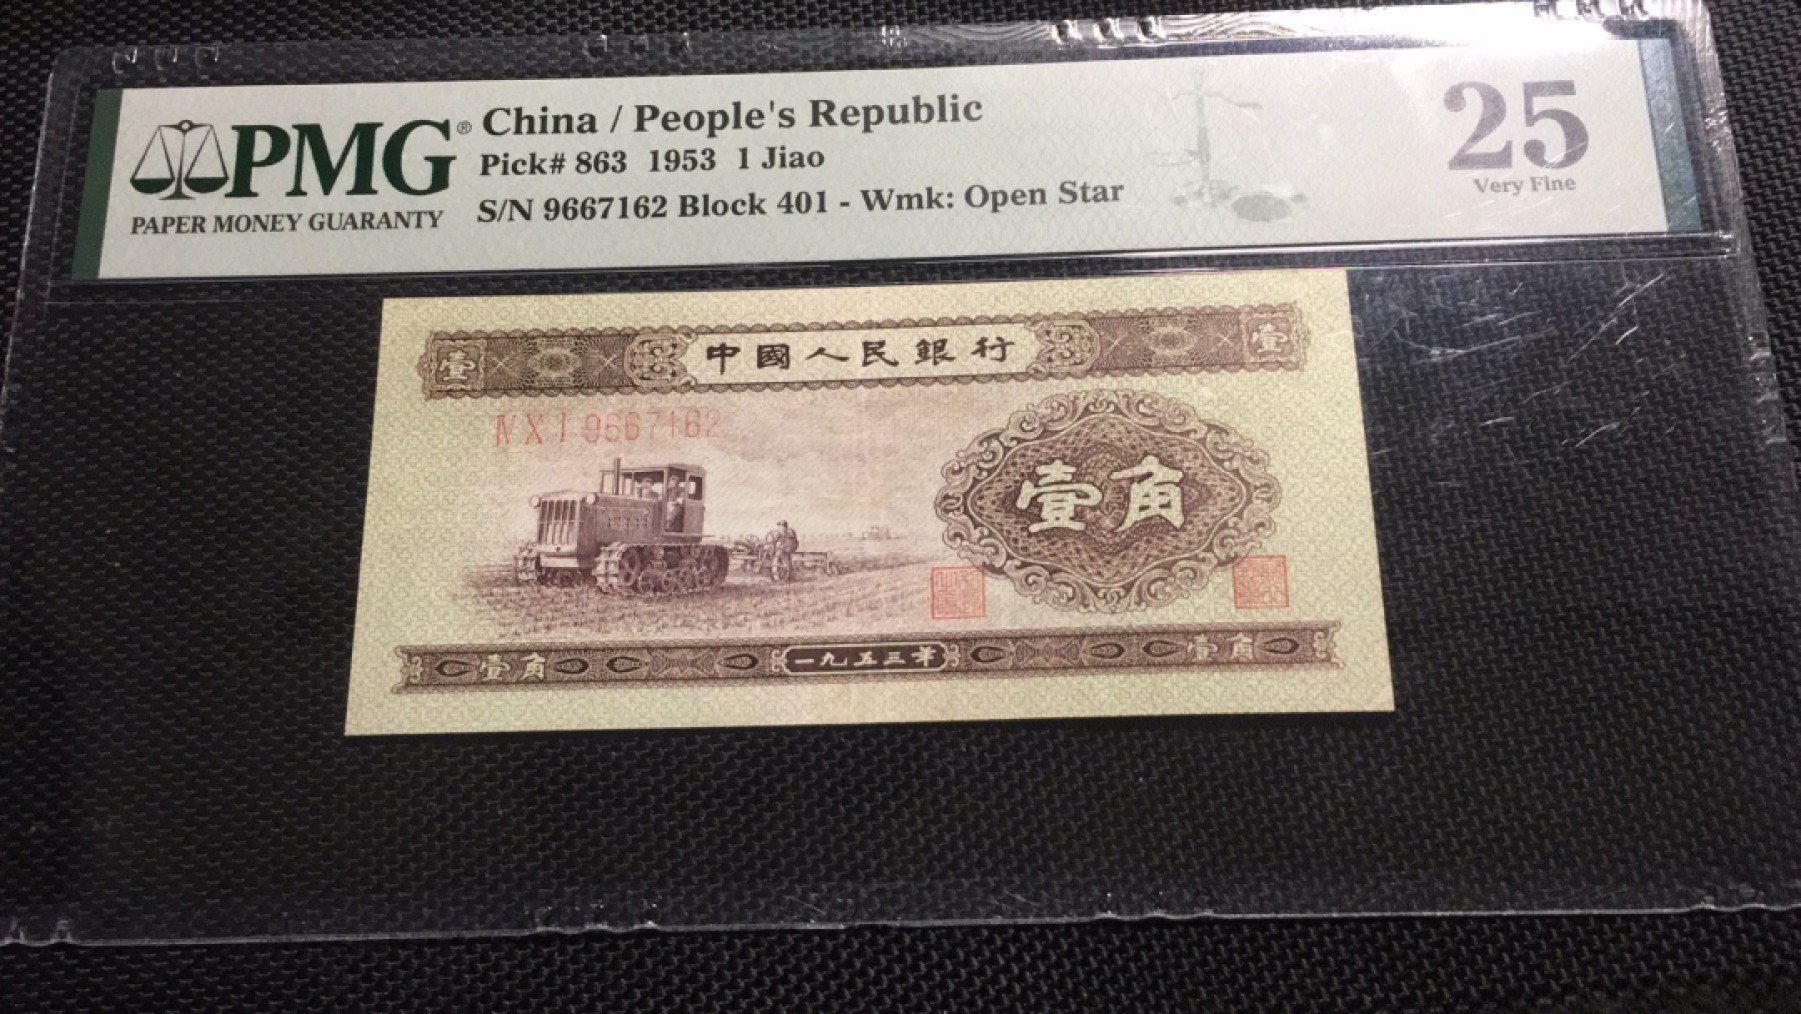 PMG®
PAPER MONEY GUARANTY
China / People's Republic
Pick# 863 1953 1 Jiao
S/N 9667162 Block 401 - Wmk: Open Star
25
Very Fine
壹 中國人民銀行 壹
Ⅳ Ⅹ Ⅰ 9667162
壹角
壹角 一九五三年 壹角